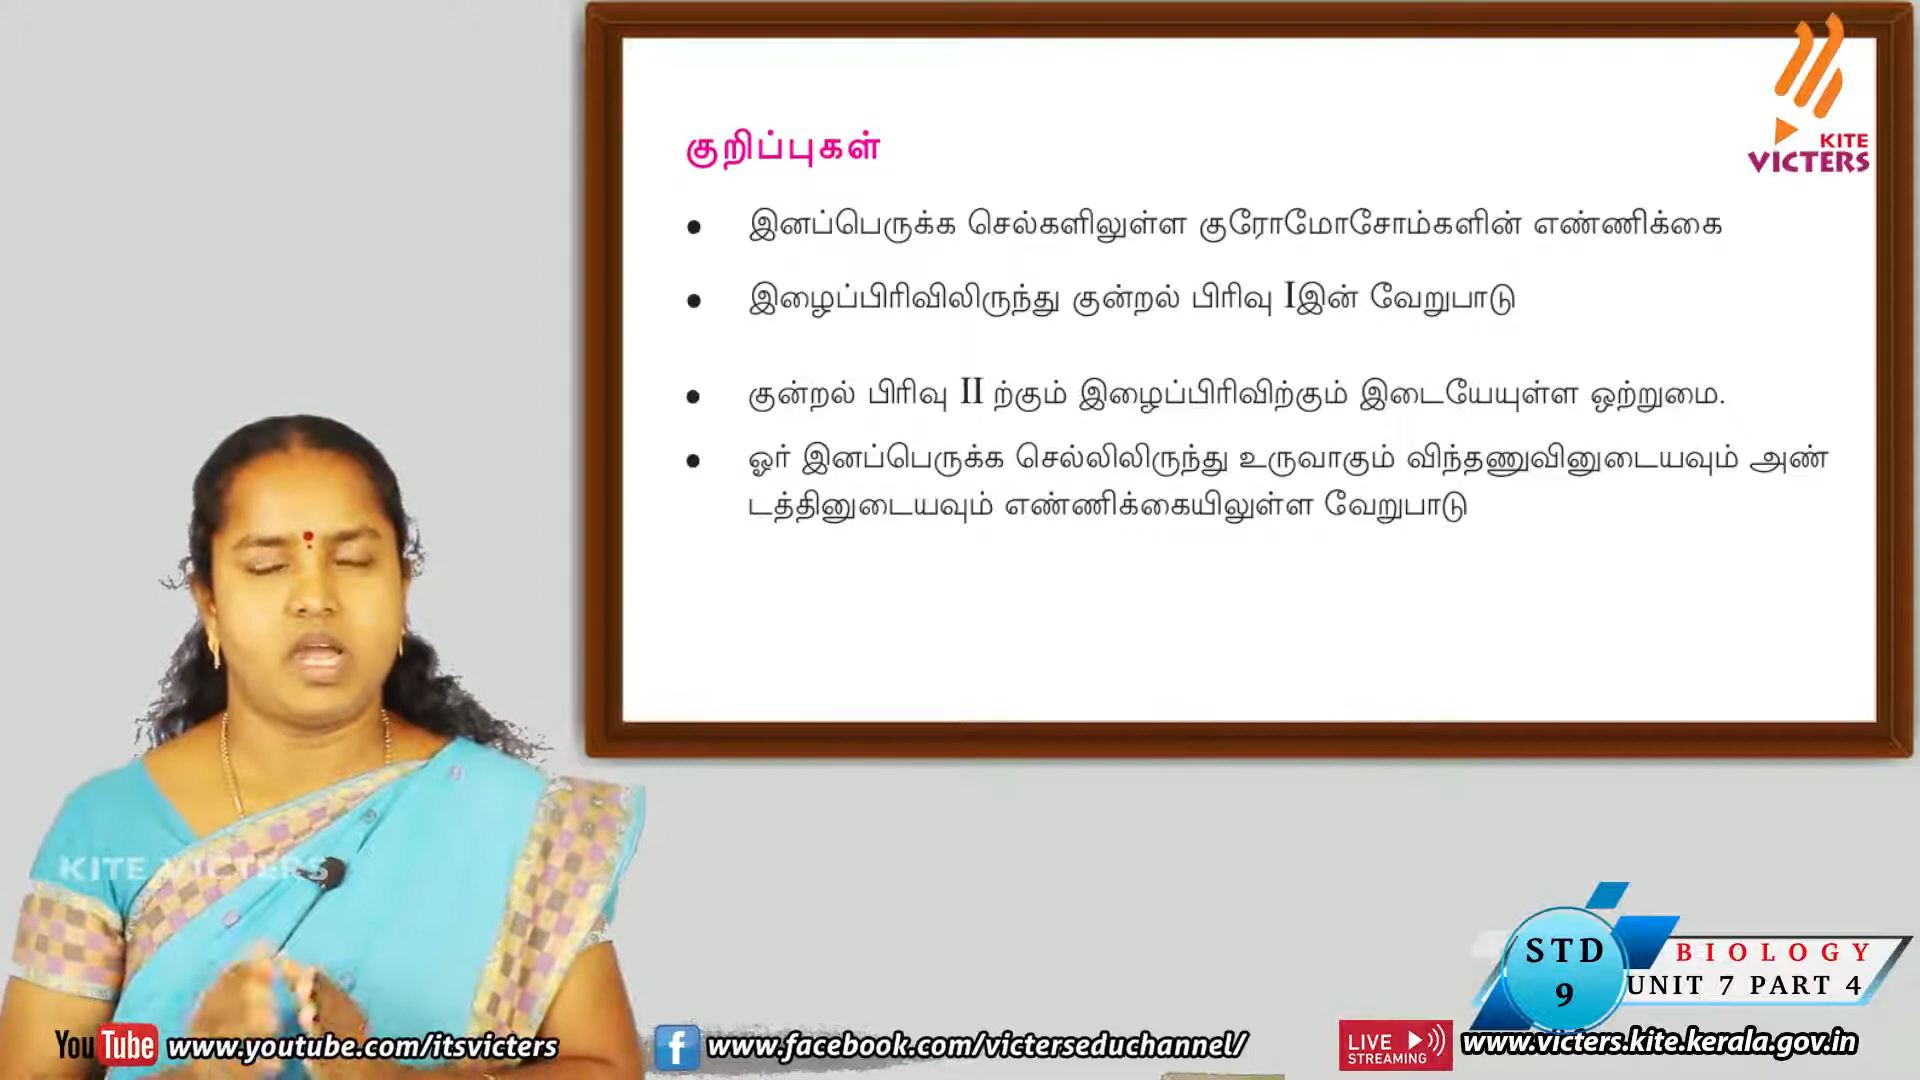 KITE
VICTERS
குறிப்புகள்
● இனப்பெருக்க செல்களிலுள்ள குரோமோசோம்களின் எண்ணிக்கை
● இழைப்பிரிவிலிருந்து குன்றல் பிரிவு Iஇன் வேறுபாடு
● குன்றல் பிரிவு II ற்கும் இழைப்பிரிவிற்கும் இடையேயுள்ள ஒற்றுமை.
● ஓர் இனப்பெருக்க செல்லிலிருந்து உருவாகும் விந்தணுவினுடையவும் அண்
டத்தினுடையவும் எண்ணிக்கையிலுள்ள வேறுபாடு
KITE VICTERS
STD
9
BIOLOGY
UNIT 7 PART 4
YouTube www.youtube.com/itsvicters
f www.facebook.com/victerseduchannel/
LIVE
STREAMING
www.victers.kite.kerala.gov.in